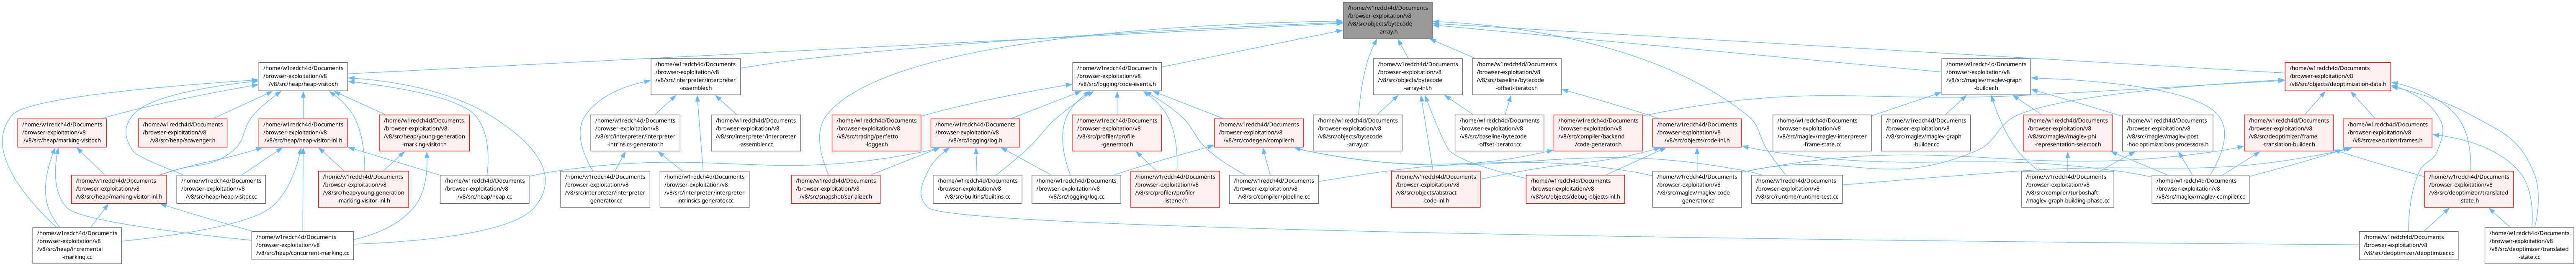 /home/w1redch4d/Documents
/browser-exploitation/v8
/v8/src/objects/bytecode
-array.h
/home/w1redch4d/Documents
/browser-exploitation/v8
/v8/src/heap/heap-visitor.h
/home/w1redch4d/Documents
/browser-exploitation/v8
/v8/src/interpreter/interpreter
-assembler.h
/home/w1redch4d/Documents
/browser-exploitation/v8
/v8/src/logging/code-events.h
/home/w1redch4d/Documents
/browser-exploitation/v8
/v8/src/objects/bytecode
-array-inl.h
/home/w1redch4d/Documents
/browser-exploitation/v8
/v8/src/baseline/bytecode
-offset-iterator.h
/home/w1redch4d/Documents
/browser-exploitation/v8
/v8/src/maglev/maglev-graph
-builder.h
/home/w1redch4d/Documents
/browser-exploitation/v8
/v8/src/objects/deoptimization-data.h
/home/w1redch4d/Documents
/browser-exploitation/v8
/v8/src/heap/marking-visitor.h
/home/w1redch4d/Documents
/browser-exploitation/v8
/v8/src/heap/scavenger.h
/home/w1redch4d/Documents
/browser-exploitation/v8
/v8/src/heap/heap-visitor-inl.h
/home/w1redch4d/Documents
/browser-exploitation/v8
/v8/src/heap/young-generation
-marking-visitor.h
/home/w1redch4d/Documents
/browser-exploitation/v8
/v8/src/interpreter/interpreter
-intrinsics-generator.h
/home/w1redch4d/Documents
/browser-exploitation/v8
/v8/src/interpreter/interpreter
-assembler.cc
/home/w1redch4d/Documents
/browser-exploitation/v8
/v8/src/tracing/perfetto
-logger.h
/home/w1redch4d/Documents
/browser-exploitation/v8
/v8/src/logging/log.h
/home/w1redch4d/Documents
/browser-exploitation/v8
/v8/src/profiler/profile
-generator.h
/home/w1redch4d/Documents
/browser-exploitation/v8
/v8/src/codegen/compiler.h
/home/w1redch4d/Documents
/browser-exploitation/v8
/v8/src/objects/bytecode
-array.cc
/home/w1redch4d/Documents
/browser-exploitation/v8
/v8/src/baseline/bytecode
-offset-iterator.cc
/home/w1redch4d/Documents
/browser-exploitation/v8
/v8/src/compiler/backend
/code-generator.h
/home/w1redch4d/Documents
/browser-exploitation/v8
/v8/src/objects/code-inl.h
/home/w1redch4d/Documents
/browser-exploitation/v8
/v8/src/maglev/maglev-interpreter
-frame-state.cc
/home/w1redch4d/Documents
/browser-exploitation/v8
/v8/src/maglev/maglev-graph
-builder.cc
/home/w1redch4d/Documents
/browser-exploitation/v8
/v8/src/maglev/maglev-phi
-representation-selector.h
/home/w1redch4d/Documents
/browser-exploitation/v8
/v8/src/maglev/maglev-post
-hoc-optimizations-processors.h
/home/w1redch4d/Documents
/browser-exploitation/v8
/v8/src/deoptimizer/frame
-translation-builder.h
/home/w1redch4d/Documents
/browser-exploitation/v8
/v8/src/execution/frames.h
/home/w1redch4d/Documents
/browser-exploitation/v8
/v8/src/heap/marking-visitor-inl.h
/home/w1redch4d/Documents
/browser-exploitation/v8
/v8/src/heap/heap-visitor.cc
/home/w1redch4d/Documents
/browser-exploitation/v8
/v8/src/heap/young-generation
-marking-visitor-inl.h
/home/w1redch4d/Documents
/browser-exploitation/v8
/v8/src/heap/heap.cc
/home/w1redch4d/Documents
/browser-exploitation/v8
/v8/src/interpreter/interpreter
-generator.cc
/home/w1redch4d/Documents
/browser-exploitation/v8
/v8/src/interpreter/interpreter
-intrinsics-generator.cc
/home/w1redch4d/Documents
/browser-exploitation/v8
/v8/src/snapshot/serializer.h
/home/w1redch4d/Documents
/browser-exploitation/v8
/v8/src/builtins/builtins.cc
/home/w1redch4d/Documents
/browser-exploitation/v8
/v8/src/logging/log.cc
/home/w1redch4d/Documents
/browser-exploitation/v8
/v8/src/profiler/profiler
-listener.h
/home/w1redch4d/Documents
/browser-exploitation/v8
/v8/src/compiler/pipeline.cc
/home/w1redch4d/Documents
/browser-exploitation/v8
/v8/src/objects/abstract
-code-inl.h
/home/w1redch4d/Documents
/browser-exploitation/v8
/v8/src/objects/debug-objects-inl.h
/home/w1redch4d/Documents
/browser-exploitation/v8
/v8/src/maglev/maglev-code
-generator.cc
/home/w1redch4d/Documents
/browser-exploitation/v8
/v8/src/runtime/runtime-test.cc
/home/w1redch4d/Documents
/browser-exploitation/v8
/v8/src/compiler/turboshaft
/maglev-graph-building-phase.cc
/home/w1redch4d/Documents
/browser-exploitation/v8
/v8/src/maglev/maglev-compiler.cc
/home/w1redch4d/Documents
/browser-exploitation/v8
/v8/src/deoptimizer/translated
-state.h
/home/w1redch4d/Documents
/browser-exploitation/v8
/v8/src/heap/incremental
-marking.cc
/home/w1redch4d/Documents
/browser-exploitation/v8
/v8/src/heap/concurrent-marking.cc
/home/w1redch4d/Documents
/browser-exploitation/v8
/v8/src/deoptimizer/deoptimizer.cc
/home/w1redch4d/Documents
/browser-exploitation/v8
/v8/src/deoptimizer/translated
-state.cc